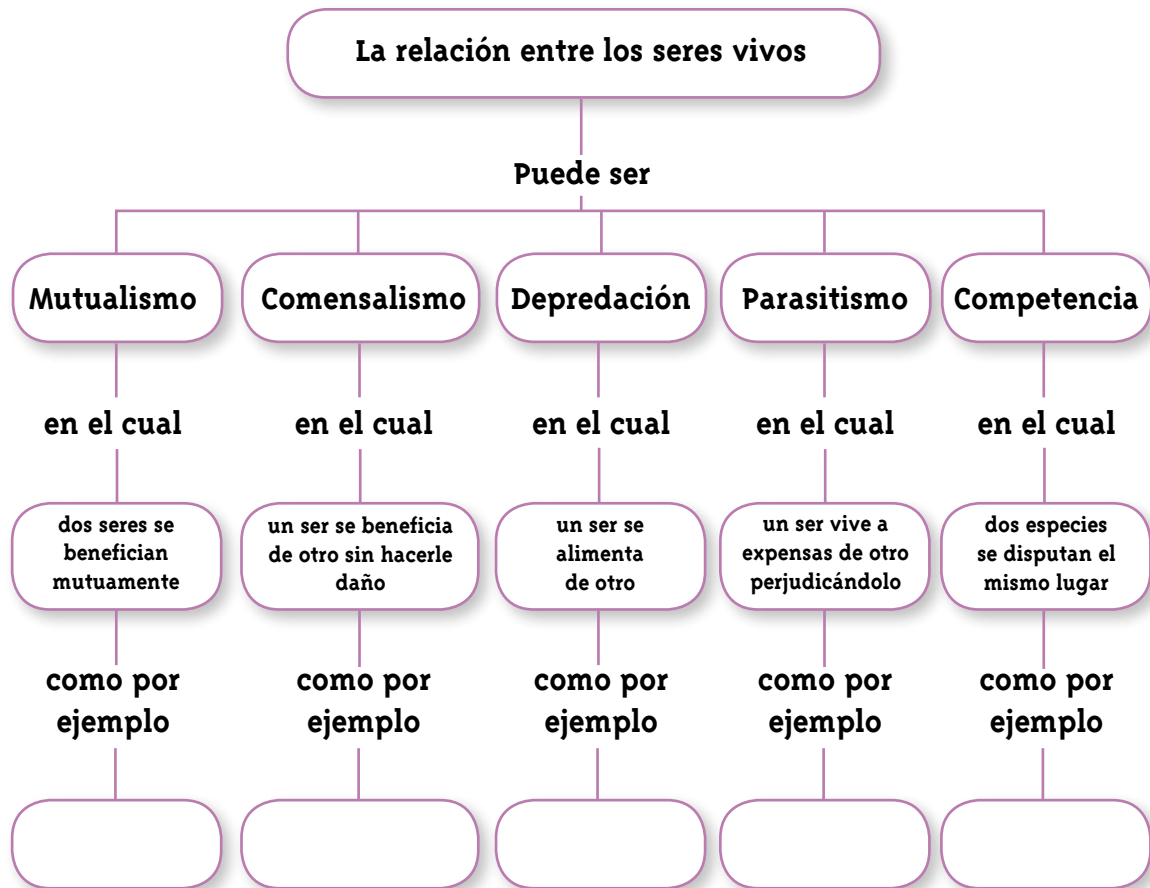 La relación entre los seres vivos
Puede ser
Mutualismo
Comensalismo
Depredación
Parasitismo
Competencia
en el cual
en el cual
en el cual
en el cual
en el cual
dos seres se
benefician
mutuamente
un ser se beneficia
de otro sin hacerle
daño
un ser se
alimenta
de otro
un ser vive a
expensas de otro
perjudicándolo
dos especies
se disputan el
mismo lugar
como por
ejemplo
como por
ejemplo
como por
ejemplo
como por
ejemplo
como por
ejemplo